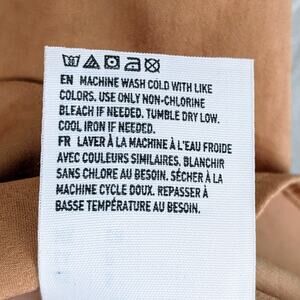 EN MACHINE WASH COLD WITH LIKE
COLORS. USE ONLY NON-CHLORINE
BLEACH IF NEEDED. TUMBLE DRY LOW.
COOL IRON IF NEEDED.
FR LAVER À LA MACHINE À L'EAU FROIDE
AVEC COULEURS SIMILAIRES. BLANCHIR
SANS CHLORE AU BESOIN. SÉCHER À LA
MACHINE CYCLE DOUX. REPASSER À
BASSE TEMPÉRATURE AU BESOIN.